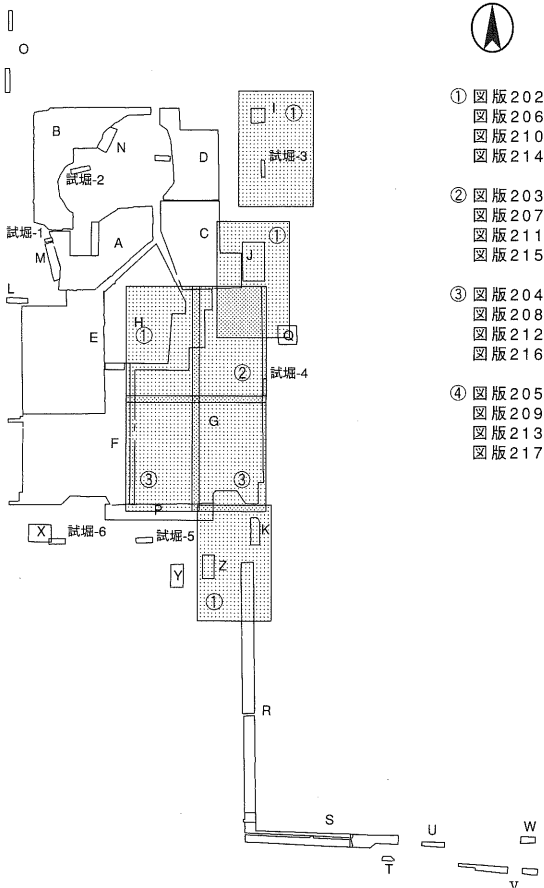 O
B
N
D
I
①
試堀-3
試堀-2
試堀-1
M
A
C
①
J
L
H
①
E
Q
②
試堀-4
F
G
③
③
P
K
X
試堀-6
試堀-5
Y
Z
①
R
S
T
U
W
V
① 図版202
図版206
図版210
図版214
② 図版203
図版207
図版211
図版215
③ 図版204
図版208
図版212
図版216
④ 図版205
図版209
図版213
図版217